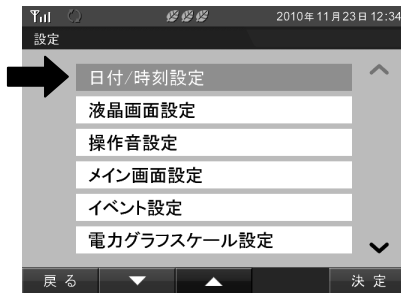 2010年11月23日 12:34
設定
日付/時刻設定
液晶画面設定
操作音設定
メイン画面設定
イベント設定
電力グラフスケール設定
戻る 決定